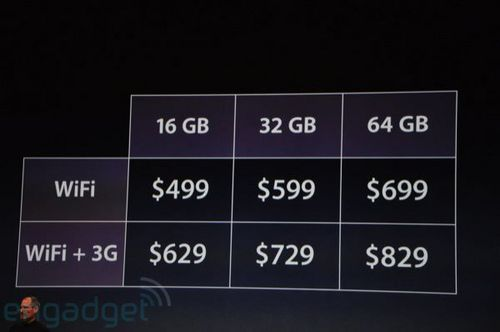 16 GB 32 GB 64 GB
WiFi $499 $599 $699
WiFi + 3G $629 $729 $829
engadget